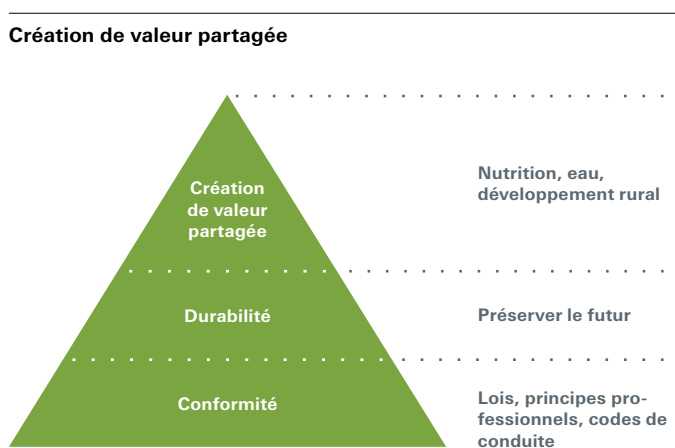 Création de valeur partagée
Création
de valeur
partagée
Nutrition, eau,
développement rural
Durabilité
Préserver le futur
Conformité
Lois, principes pro-
fessionnels, codes de
conduite